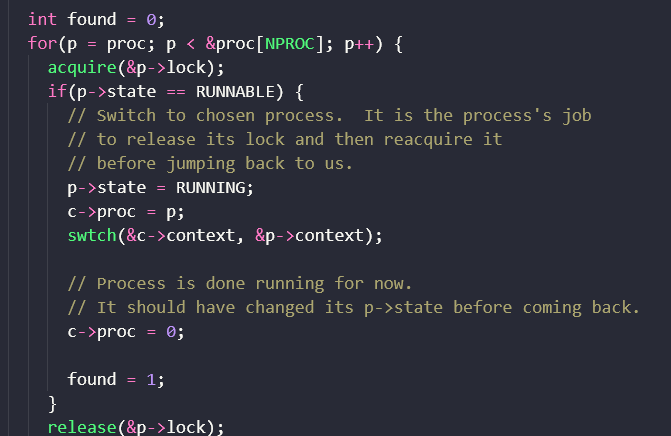 int found = 0;
for(p = proc; p < &proc[NPROC]; p++) {
acquire(&p->lock);
if(p->state == RUNNABLE) {
// Switch to chosen process.  It is the process's job
// to release its lock and then reacquire it
// before jumping back to us.
p->state = RUNNING;
c->proc = p;
swtch(&c->context, &p->context);
// Process is done running for now.
// It should have changed its p->state before coming back.
c->proc = 0;
found = 1;
}
release(&p->lock);